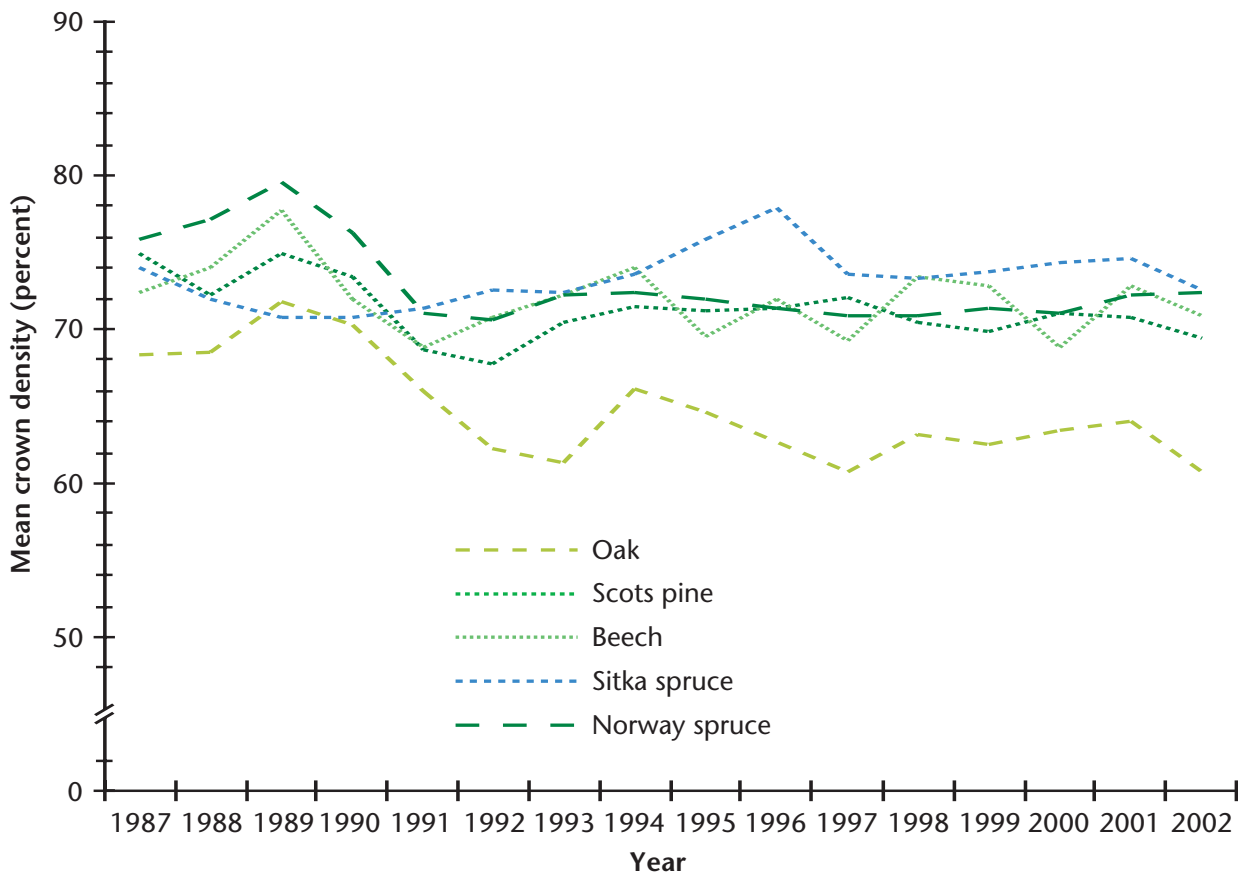 90
80
70
60
50
0
Mean crown density (percent)
Oak
Scots pine
Beech
Sitka spruce
Norway spruce
1987 1988 1989 1990 1991 1992 1993 1994 1995 1996 1997 1998 1999 2000 2001 2002
Year